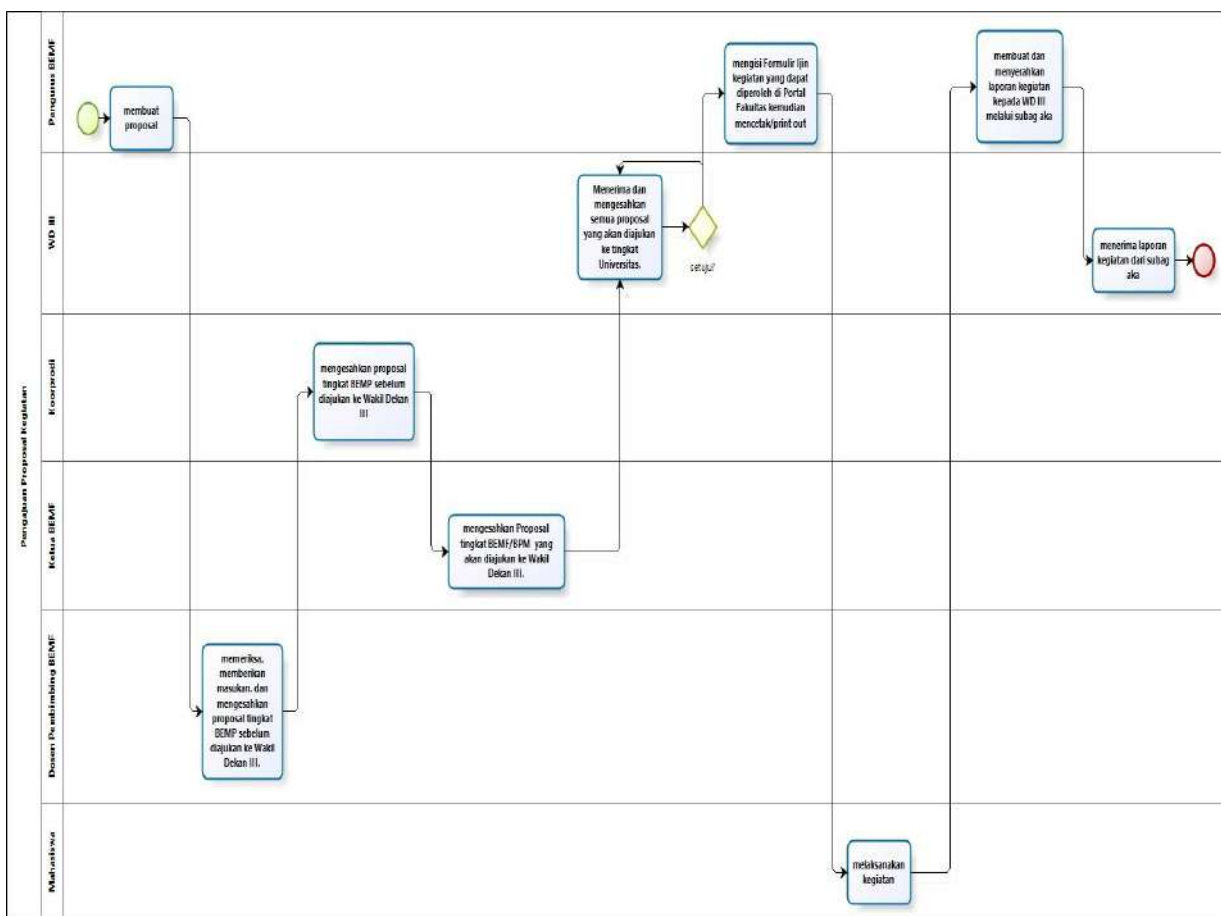 Pengajuan Proposal Kegiatan
Pengurus BEMF
membuat
proposal
mengisi Formulir Ijin
kegiatan yang dapat
diperoleh di Portal
Fakultas kemudian
mencetak/print out
membuat dan
menyerahkan
laporan kegiatan
kepada WD III
melalui subag aka
WD III
Menerima dan
mengesahkan
semua proposal
yang akan diajukan
ke tingkat
Universitas.
setuju?
menerima laporan
kegiatan dari subag
aka
Koorprodi
mengesahkan proposal
tingkat BEMP sebelum
diajukan ke Wakil Dekan
III
Ketua BEMF
mengesahkan Proposal
tingkat BEMF/BPM yang
akan diajukan ke Wakil
Dekan III.
Dosen Pembimbing BEMF
memeriksa,
memberikan
masukan, dan
mengesahkan
proposal tingkat
BEMP sebelum
diajukan ke Wakil
Dekan III.
Mahasiswa
melaksanakan
kegiatan